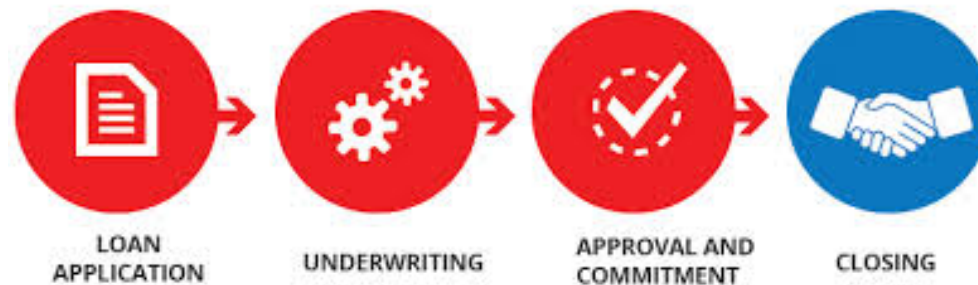 LOAN
APPLICATION
UNDERWRITING
APPROVAL AND
COMMITMENT
CLOSING